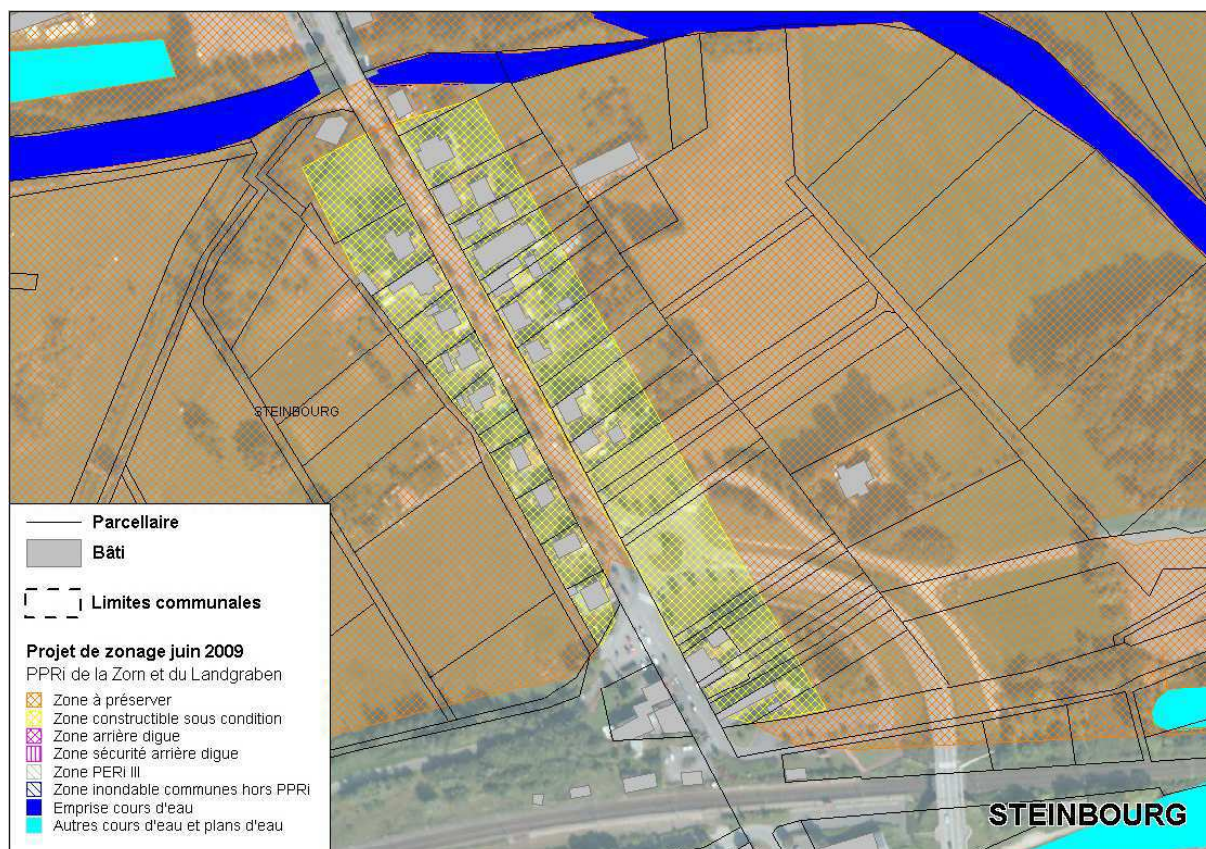 STEINBOURG
Parcellaire
Bâti
Limites communales
Projet de zonage juin 2009
PPRi de la Zorn et du Landgraben
Zone à préserver
Zone constructible sous condition
Zone arrière digue
Zone sécurité arrière digue
Zone PERi III
Zone inondable communes hors PPRi
Emprise cours d'eau
Autres cours d'eau et plans d'eau
STEINBOURG